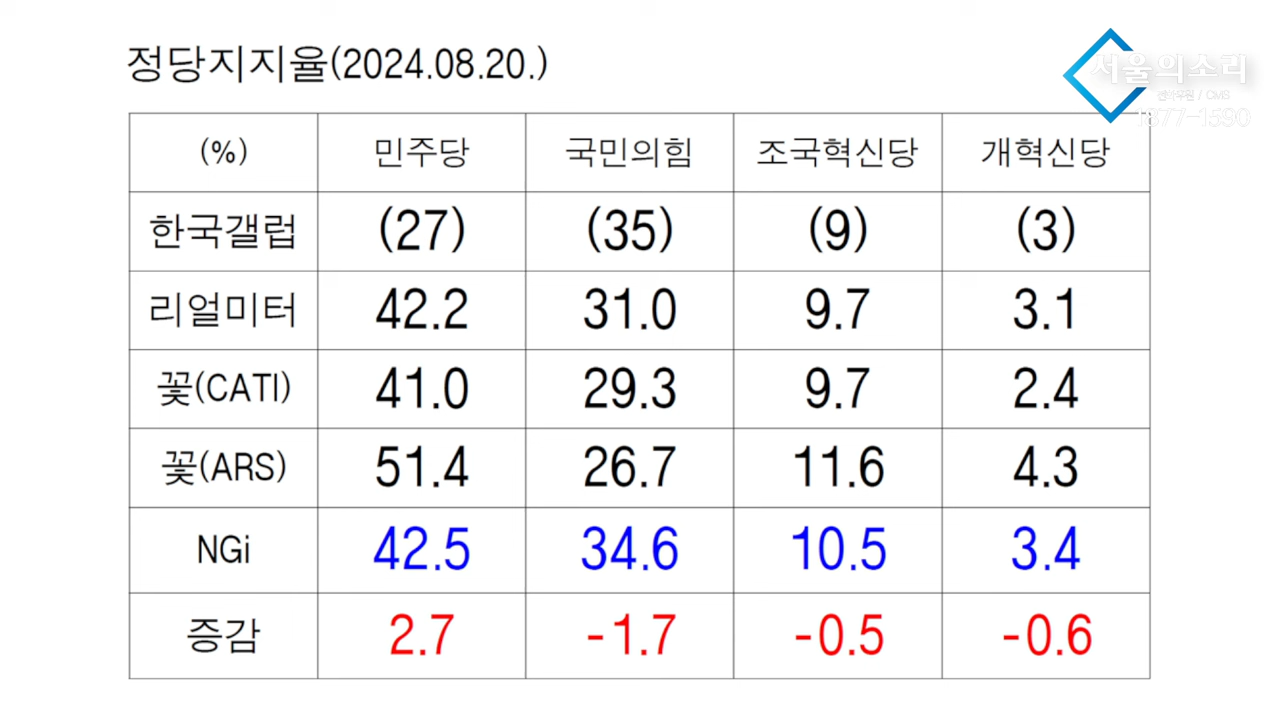 정당지지율(2024.08.20.)
서울의소리
1877-1590
(%) 민주당 국민의힘 조국혁신당 개혁신당
한국갤럽 (27) (35) (9) (3)
리얼미터 42.2 31.0 9.7 3.1
꽃(CATI) 41.0 29.3 9.7 2.4
꽃(ARS) 51.4 26.7 11.6 4.3
NGi 42.5 34.6 10.5 3.4
증감 2.7 -1.7 -0.5 -0.6